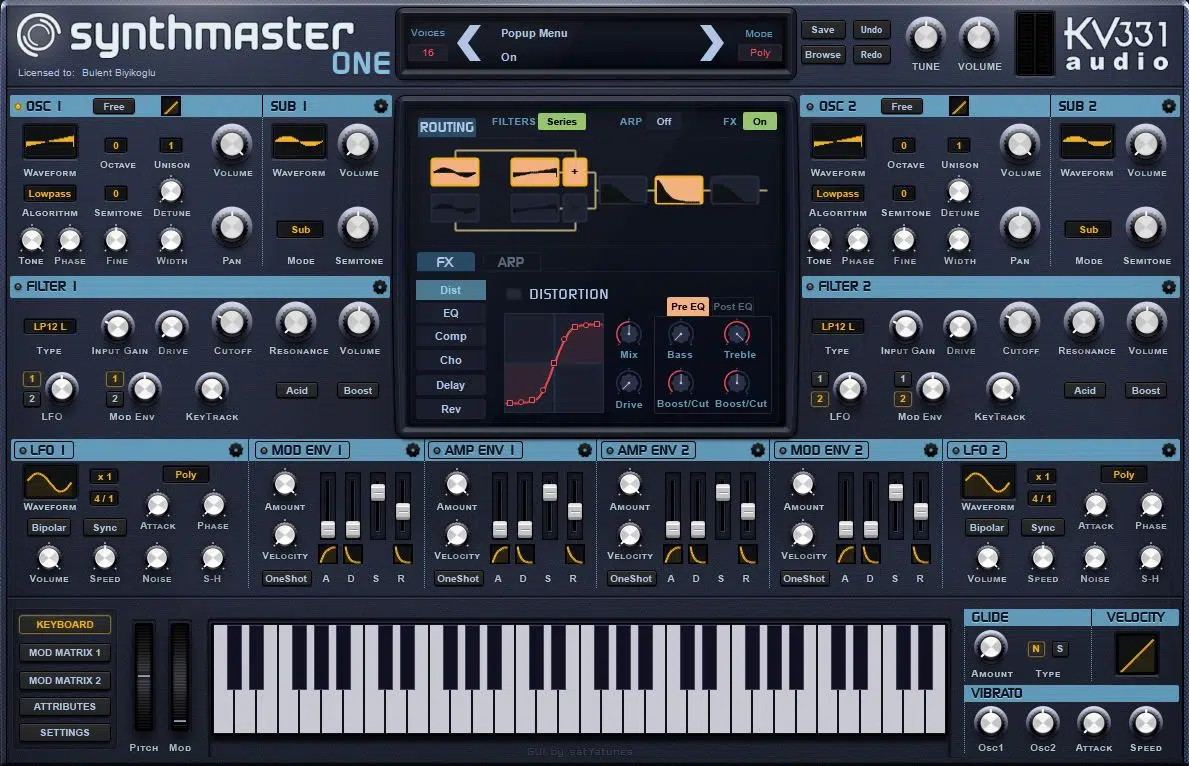 synthmaster ONE
Licensed to: Bulent Biyikoglu
VOICES
16
Popup Menu
On
MODE
Poly
Save Undo
Browse Redo
TUNE VOLUME
KV331 audio
OSC 1 Free
SUB 1
WAVEFORM
0
OCTAVE
1
UNISON
VOLUME
WAVEFORM VOLUME
Lowpass
ALGORITHM
0
SEMITONE
DETUNE
Sub
TONE PHASE FINE WIDTH PAN
MODE SEMITONE
ROUTING FILTERS Series ARP Off FX On
+
OSC 2 Free
SUB 2
WAVEFORM
0
OCTAVE
1
UNISON
VOLUME
WAVEFORM VOLUME
Lowpass
ALGORITHM
0
SEMITONE
DETUNE
Sub
TONE PHASE FINE WIDTH PAN
MODE SEMITONE
FILTER 1
LP12 L
TYPE INPUT GAIN DRIVE CUTOFF RESONANCE VOLUME
1
2
LFO
1
2
MOD ENV
KEYTRACK
Acid Boost
FX ARP
Dist
EQ
Comp
Cho
Delay
Rev
DISTORTION
Pre EQ Post EQ
Mix Bass Treble
Drive Boost/Cut Boost/Cut
FILTER 2
LP12 L
TYPE INPUT GAIN DRIVE CUTOFF RESONANCE VOLUME
1
2
LFO
1
2
MOD ENV
KEYTRACK
Acid Boost
LFO 1
WAVEFORM
x 1
4 / 1
Poly
ATTACK PHASE
Bipolar Sync
VOLUME SPEED NOISE S-H
MOD ENV 1
AMOUNT
VELOCITY
OneShot A D S R
AMP ENV 1
AMOUNT
VELOCITY
OneShot A D S R
AMP ENV 2
AMOUNT
VELOCITY
OneShot A D S R
MOD ENV 2
AMOUNT
VELOCITY
OneShot A D S R
LFO 2
WAVEFORM
x 1
4 / 1
Poly
ATTACK PHASE
Bipolar Sync
VOLUME SPEED NOISE S-H
KEYBOARD
MOD MATRIX 1
MOD MATRIX 2
ATTRIBUTES
SETTINGS
PITCH MOD
GUI by satYatunes
GLIDE VELOCITY
N S
AMOUNT TYPE
VIBRATO
ATTACK SPEED